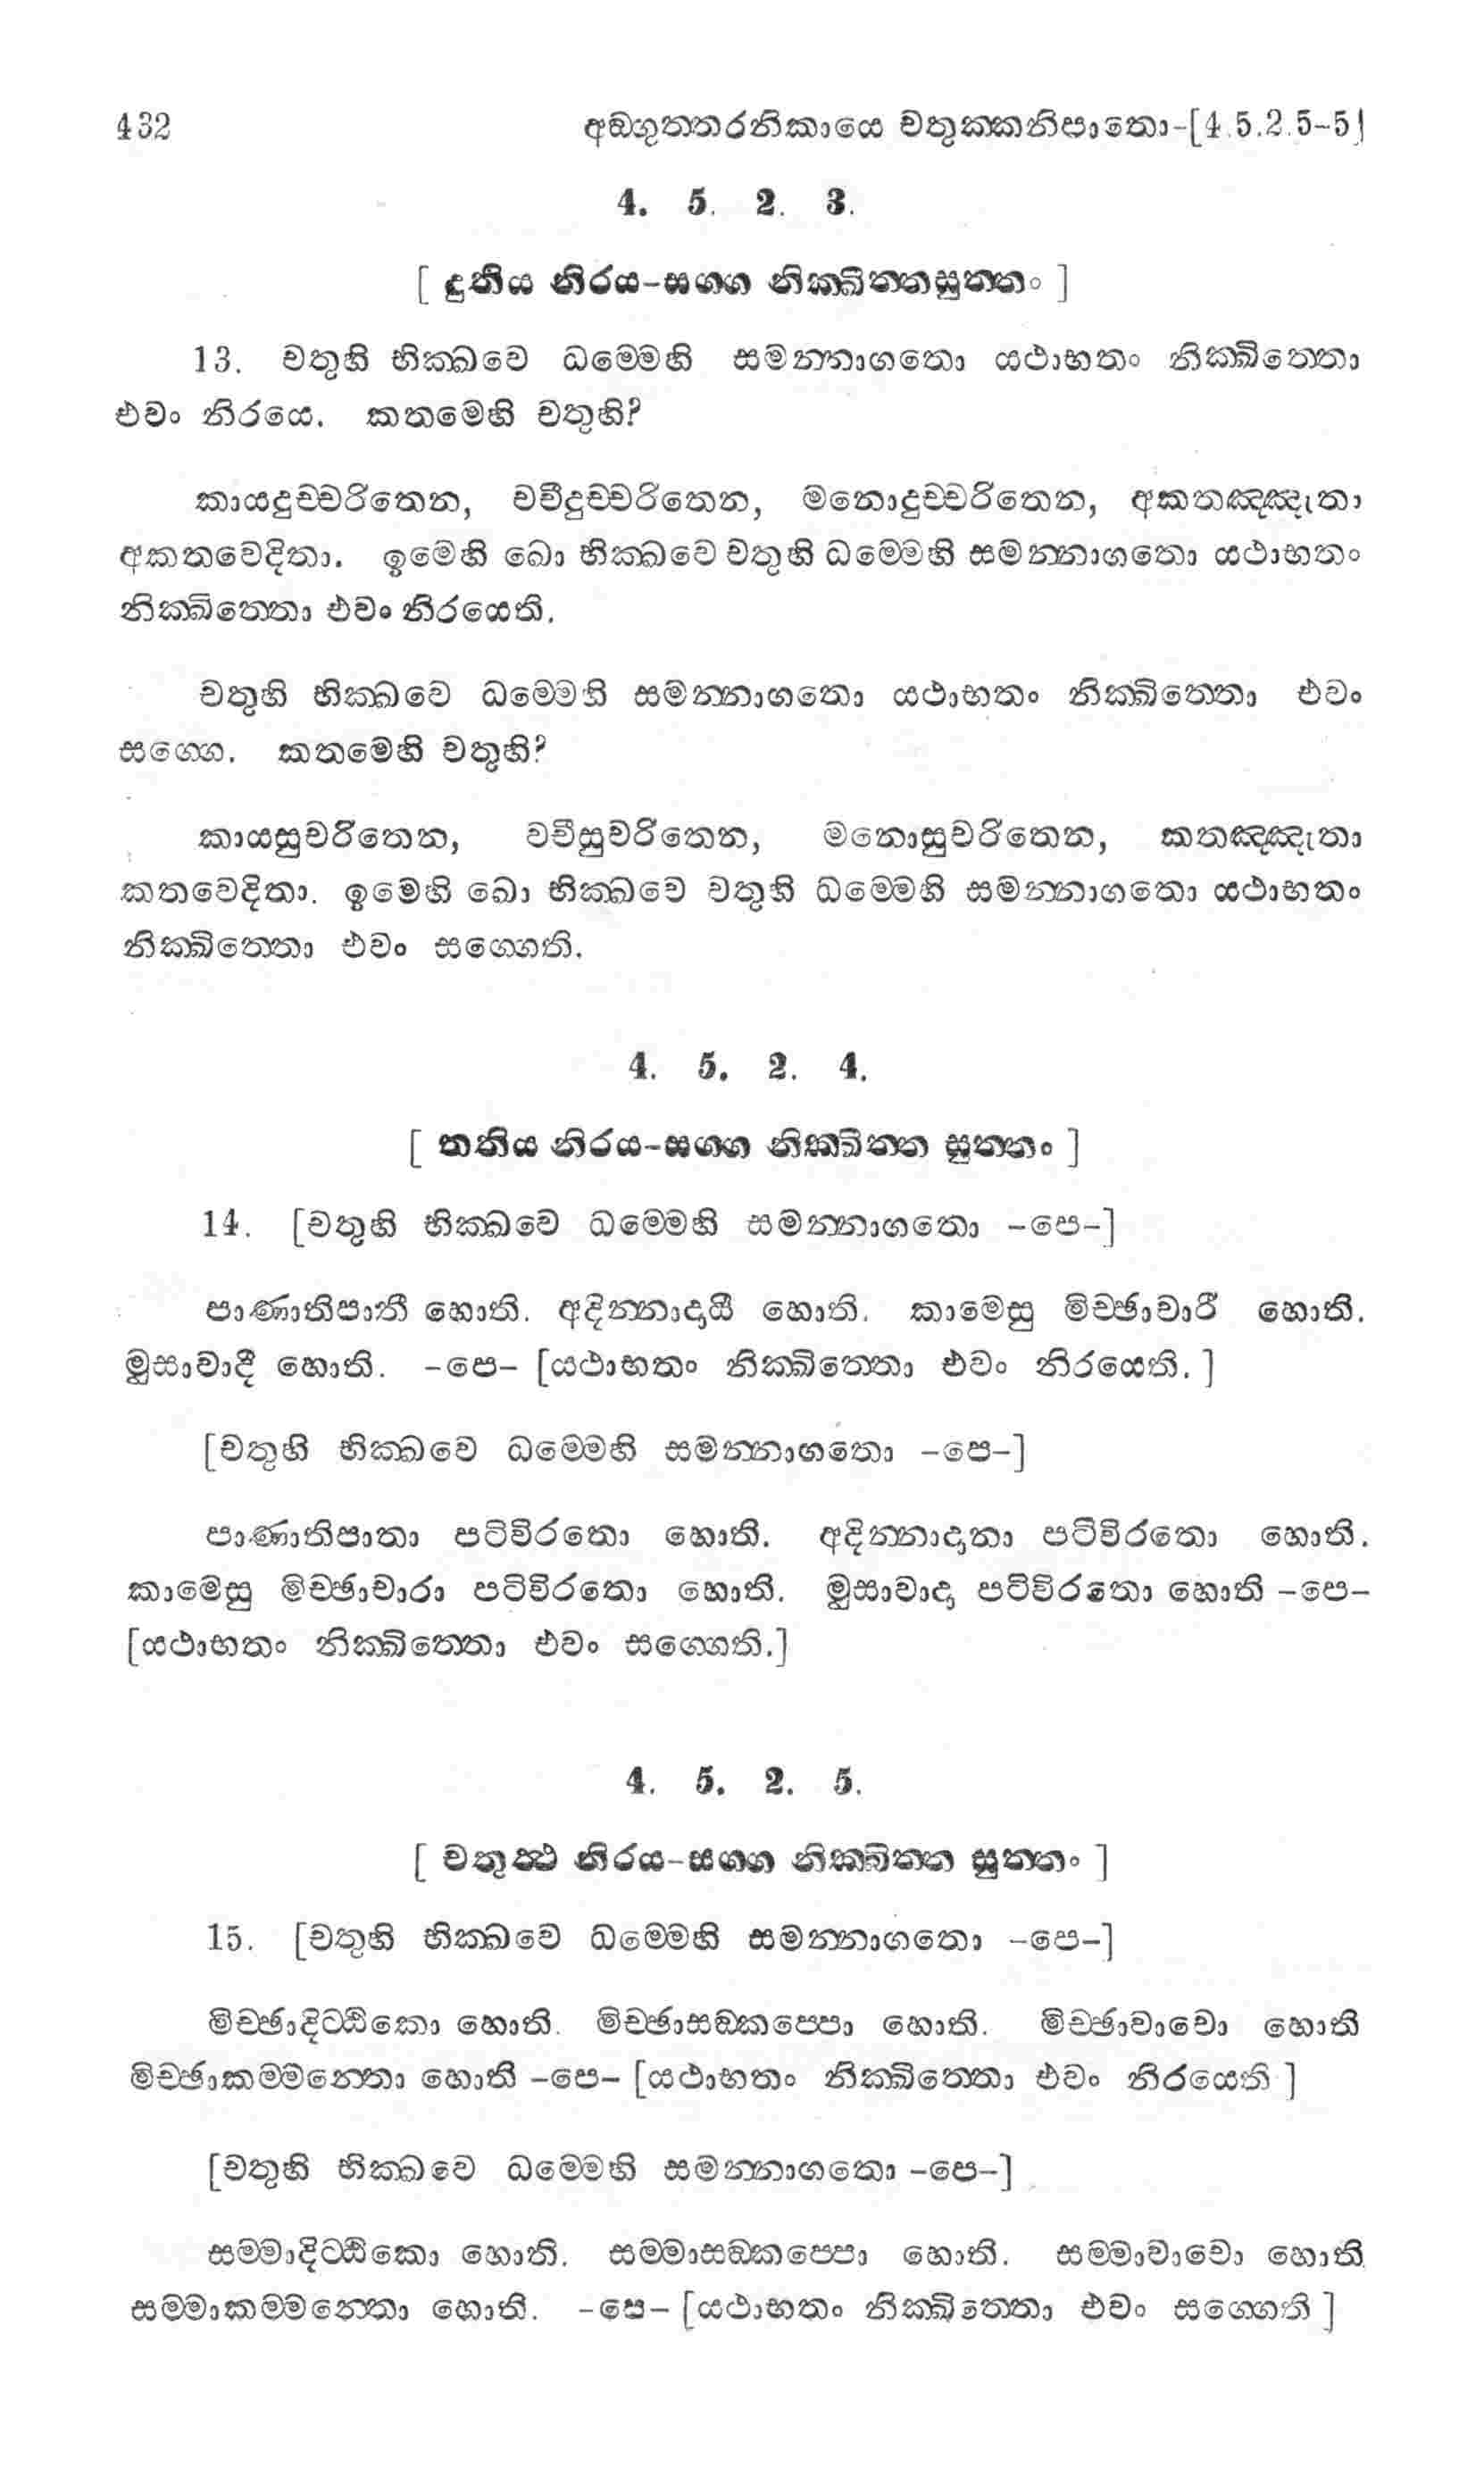 432 අඞ්ගුත්තරනිකායෙ චතුක්කනිපාතො-[4.5.2.5-5]
4. 5. 2. 3.
[ දුතිය නිරය-සග්ග නික්ඛිත්තසුත්තං ]
13. චතුහි භික්ඛවෙ ධම්මෙහි සමන්නාගතො යථාභතං නික්ඛිත්තො
එවං නිරයෙ. කතමෙහි චතුහි?
කායදුච්චරිතෙන, වචීදුච්චරිතෙන, මනොදුච්චරිතෙන, අකතඤ්ඤුතා
අකතවෙදිතා. ඉමෙහි ඛො භික්ඛවෙ චතුහි ධම්මෙහි සමන්නාගතො යථාභතං
නික්ඛිත්තො එවං නිරයෙති.
චතුහි භික්ඛවෙ ධම්මෙහි සමන්නාගතො යථාභතං නික්ඛිත්තො එවං
සග්ගෙ. කතමෙහි චතුහි?
කායසුචරිතෙන, වචීසුචරිතෙන, මනොසුචරිතෙන, කතඤ්ඤුතා
කතවෙදිතා. ඉමෙහි ඛො භික්ඛවෙ චතුහි ධම්මෙහි සමන්නාගතො යථාභතං
නික්ඛිත්තො එවං සග්ගෙති.
4. 5. 2. 4.
[ තතිය නිරය-සග්ග නික්ඛිත්ත සුත්තං ]
14. [චතුහි භික්ඛවෙ ධම්මෙහි සමන්නාගතො -පෙ-]
පාණාතිපාතී හොති. අදින්නාදායී හොති. කාමෙසු මිච්ඡාචාරී හොති.
මුසාවාදී හොති. -පෙ- [යථාභතං නික්ඛිත්තො එවං නිරයෙති.]
[චතුහි භික්ඛවෙ ධම්මෙහි සමන්නාගතො -පෙ-]
පාණාතිපාතා පටිවිරතො හොති. අදින්නාදානා පටිවිරතො හොති.
කාමෙසු මිච්ඡාචාරා පටිවිරතො හොති. මුසාවාදා පටිවිරතො හොති -පෙ-
[යථාභතං නික්ඛිත්තො එවං සග්ගෙති.]
4. 5. 2. 5.
[ චතුත්ථ නිරය-සග්ග නික්ඛිත්ත සුත්තං ]
15. [චතුහි භික්ඛවෙ ධම්මෙහි සමන්නාගතො -පෙ-]
මිච්ඡාදිට්ඨිකො හොති. මිච්ඡාසඞ්කප්පො හොති. මිච්ඡාවාචො හොති
මිච්ඡාකම්මන්තො හොති -පෙ- [යථාභතං නික්ඛිත්තො එවං නිරයෙති ]
[චතුහි භික්ඛවෙ ධම්මෙහි සමන්නාගතො -පෙ-]
සම්මාදිට්ඨිකො හොති. සම්මාසඞ්කප්පො හොති. සම්මාවාචො හොති
සම්මාකම්මන්තො හොති. -පෙ- [යථාභතං නික්ඛිත්තො එවං සග්ගෙති ]